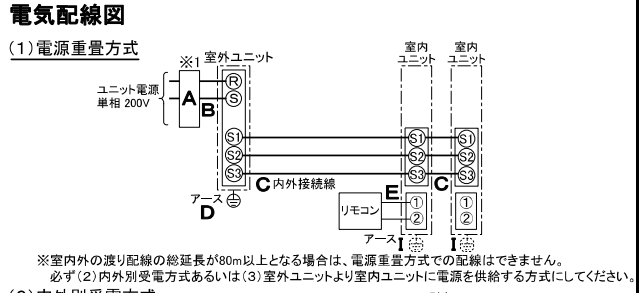 電気配線図
(1)電源重畳方式
※1 室外ユニット 室内ユニット 室内ユニット
ユニット電源
単相 200V
A
B
R
S
S1 S1 S1
S2 S2 S2
S3 S3 S3
C 内外接続線 C
アース
D
E
リモコン
① ①
② ②
アース I I
※室内外の渡り配線の総延長が80m以上となる場合は、電源重畳方式での配線はできません。
必ず(2)内外別受電方式あるいは(3)室外ユニットより室内ユニットに電源を供給する方式にしてください。
(2)内外別受電方式